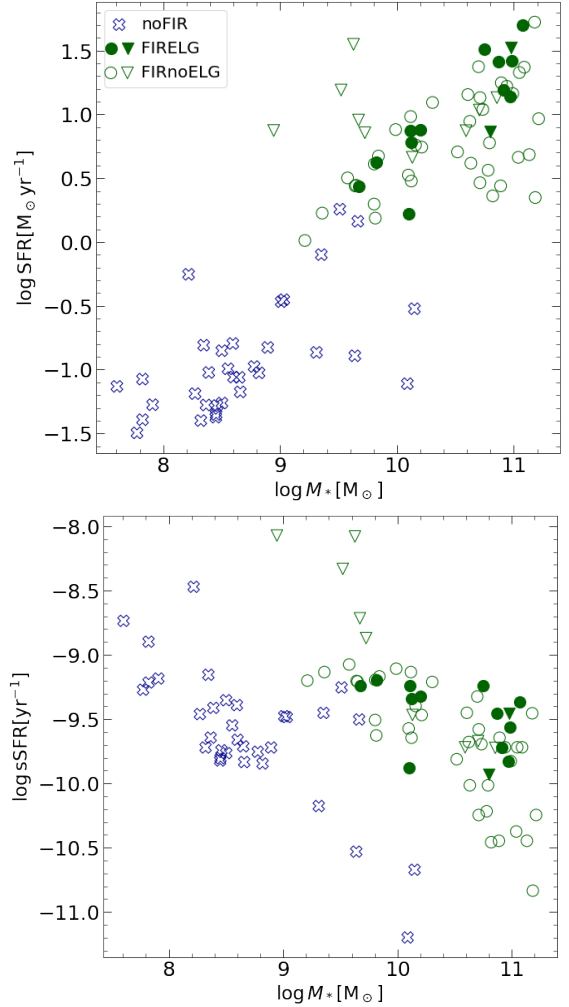 noFIR
FIRELG
FIRnoELG
log SFR[M⊙ yr⁻¹]
1.5
1.0
0.5
0.0
−0.5
−1.0
−1.5
8 9 10 11
log M* [M⊙]
log sSFR[yr⁻¹]
−8.0
−8.5
−9.0
−9.5
−10.0
−10.5
−11.0
8 9 10 11
log M* [M⊙]